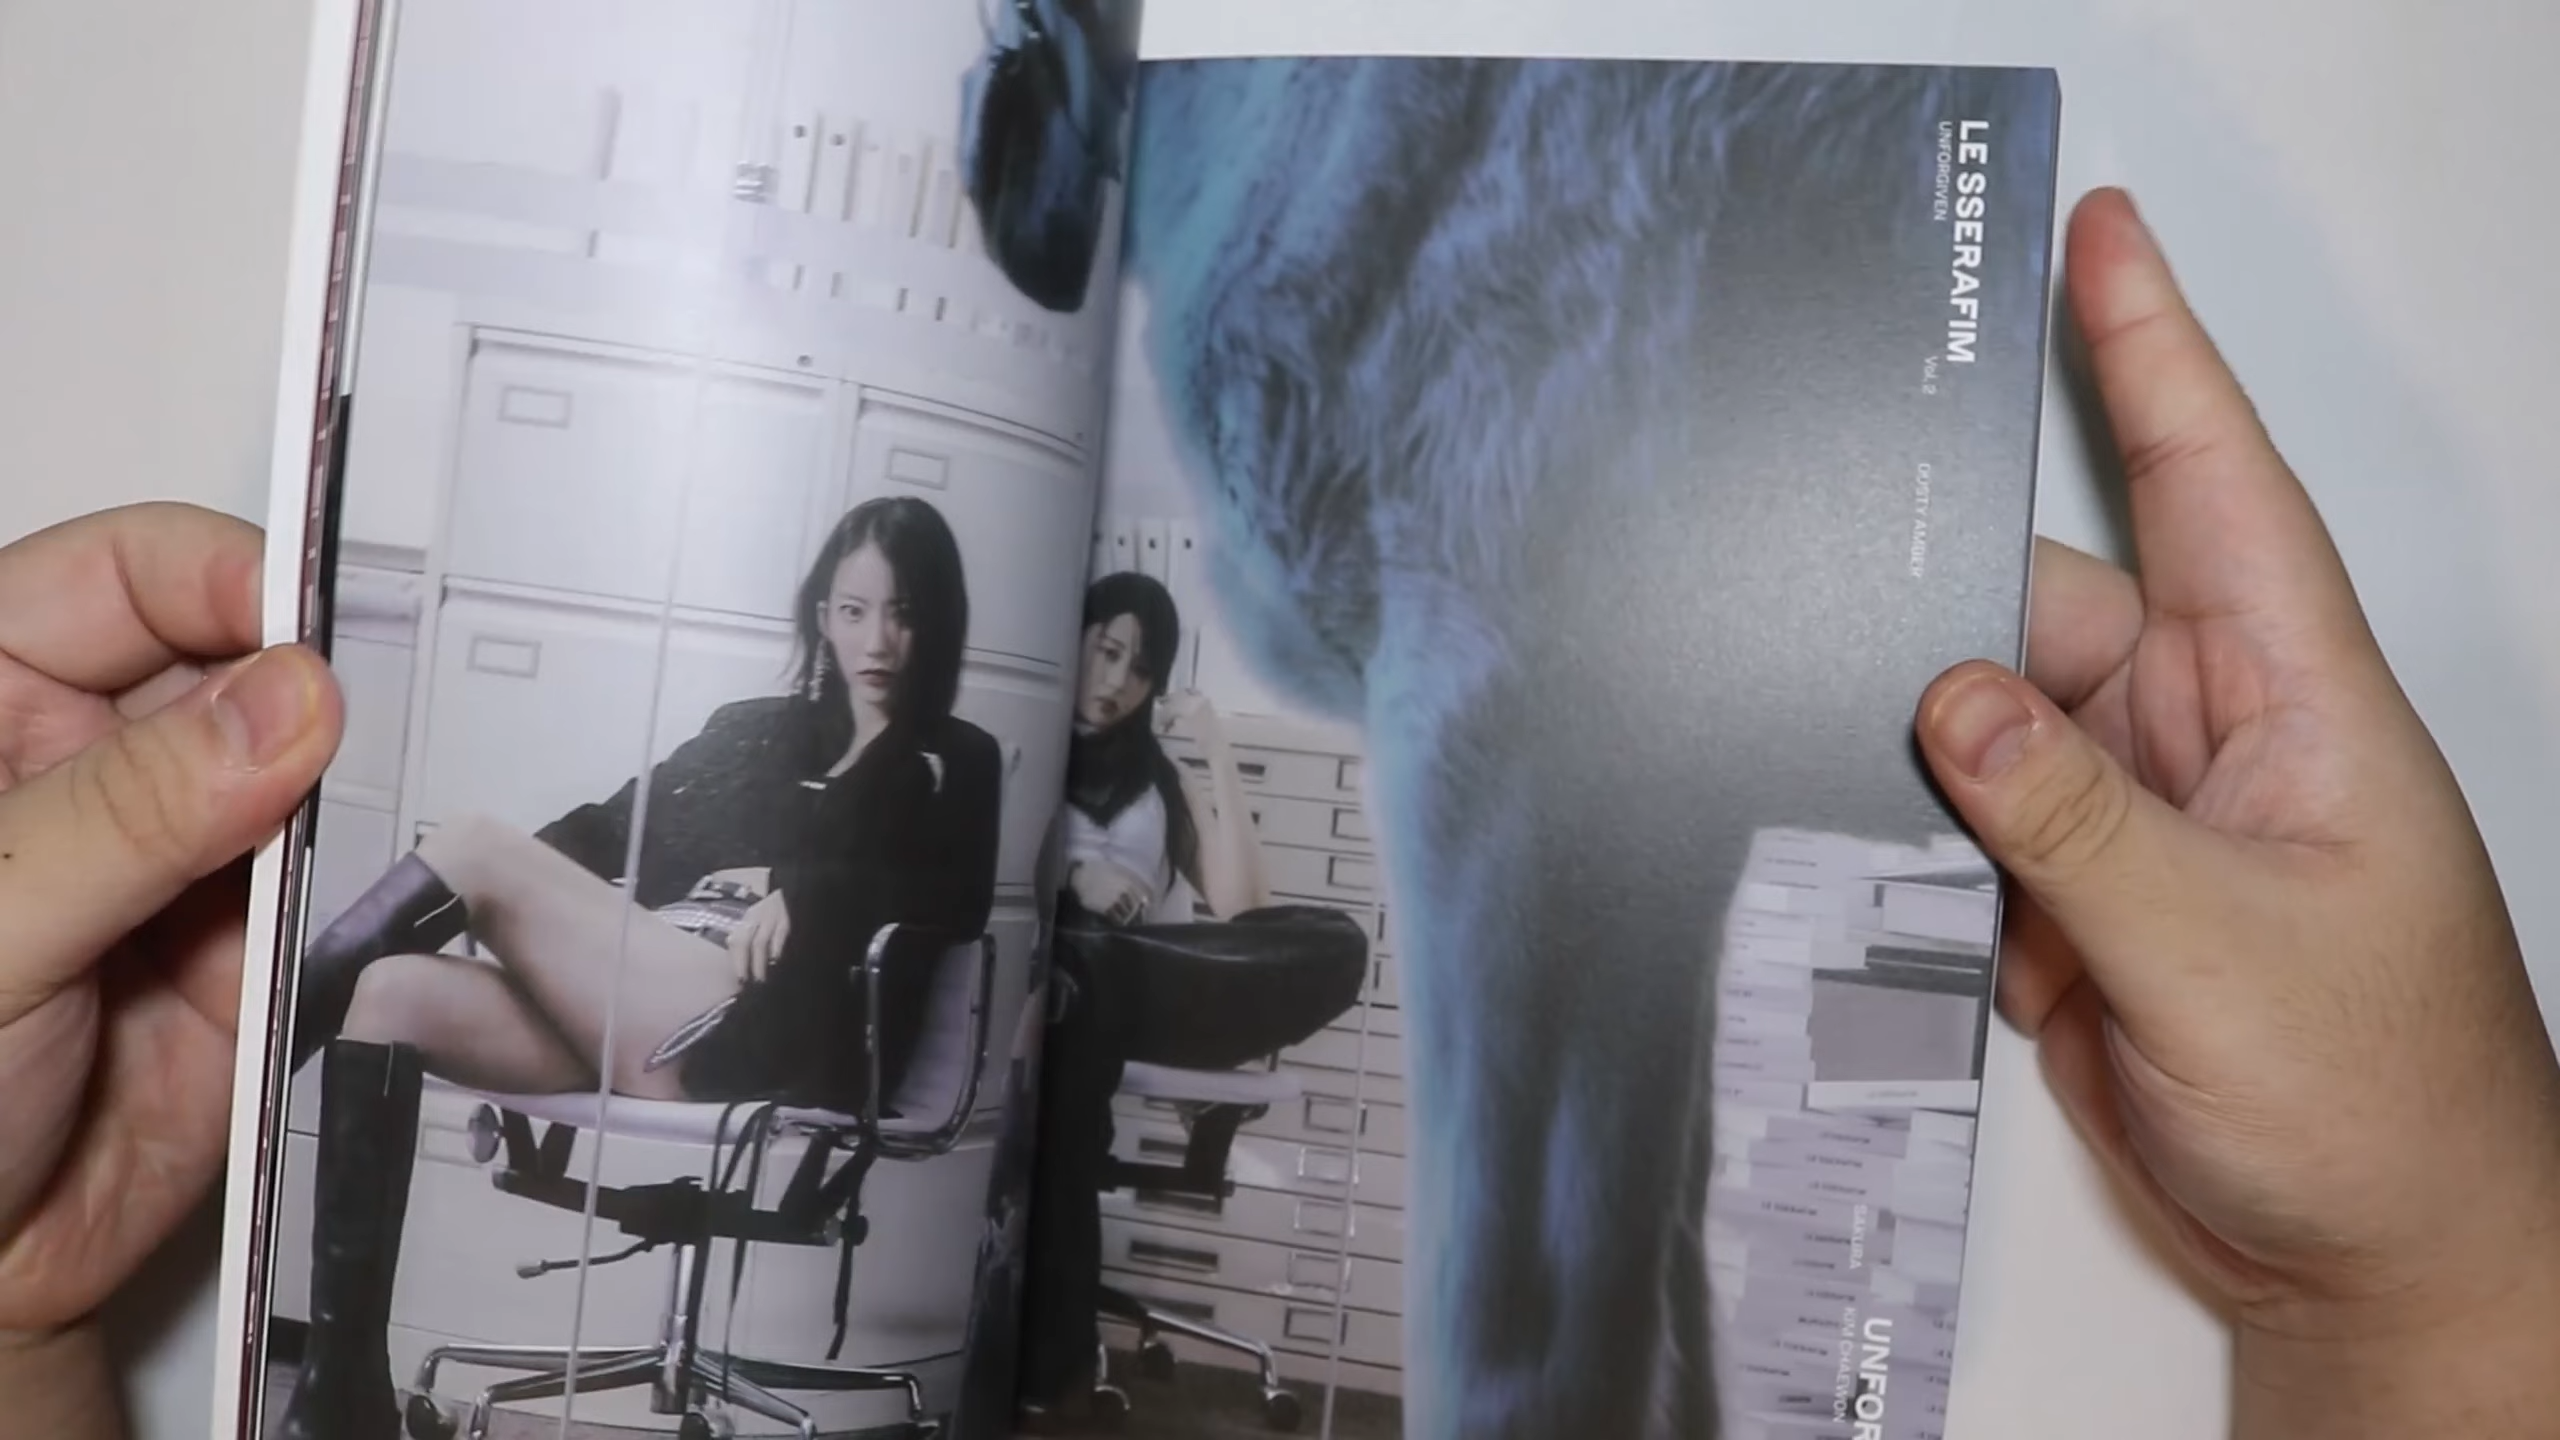 LE SSERAFIM
UNFORGIVEN
Vol. 2
DUSTY AMBER
SAKURA
KIM CHAEWON
UNFOR